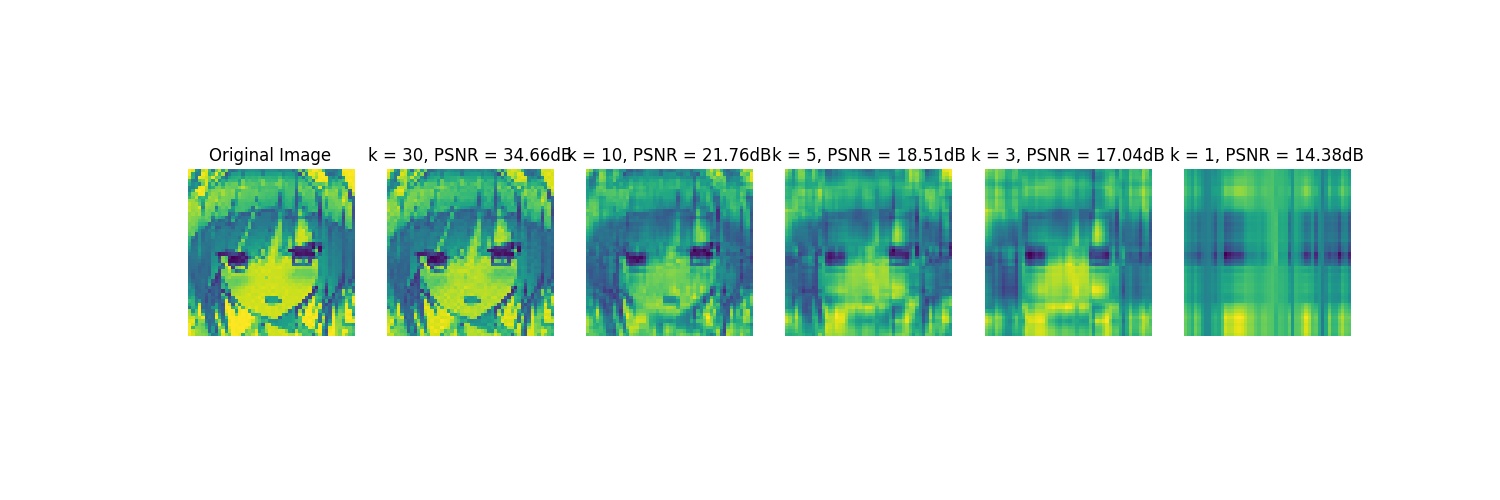 Original Image
k = 30, PSNR = 34.66dB
k = 10, PSNR = 21.76dB
k = 5, PSNR = 18.51dB
k = 3, PSNR = 17.04dB
k = 1, PSNR = 14.38dB